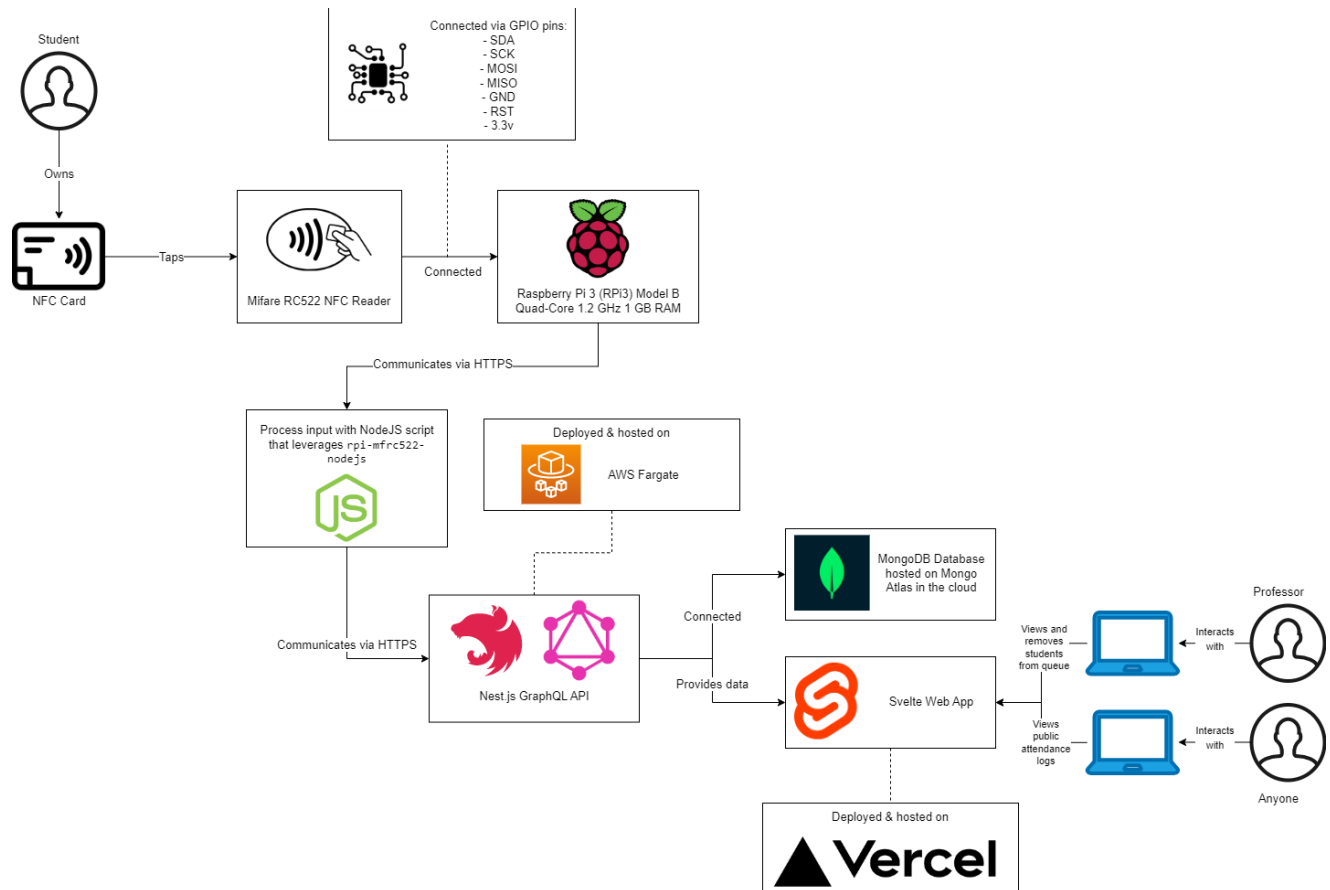 Student
Connected via GPIO pins:
- SDA
- SCK
- MOSI
- MISO
- GND
- RST
- 3.3v
Owns
NFC Card
Taps
Mifare RC522 NFC Reader
Connected
Raspberry Pi 3 (RPi3) Model B
Quad-Core 1.2 GHz 1 GB RAM
Communicates via HTTPS
Process input with NodeJS script
that leverages rpi-mfrc522-
nodejs
JS
Deployed & hosted on
AWS Fargate
Communicates via HTTPS
Nest.js GraphQL API
Connected
MongoDB Database
hosted on Mongo
Atlas in the cloud
Provides data
Svelte Web App
Views and
removes
students
from queue
Interacts
with
Professor
Views
public
attendance
logs
Interacts
with
Anyone
Deployed & hosted on
Vercel